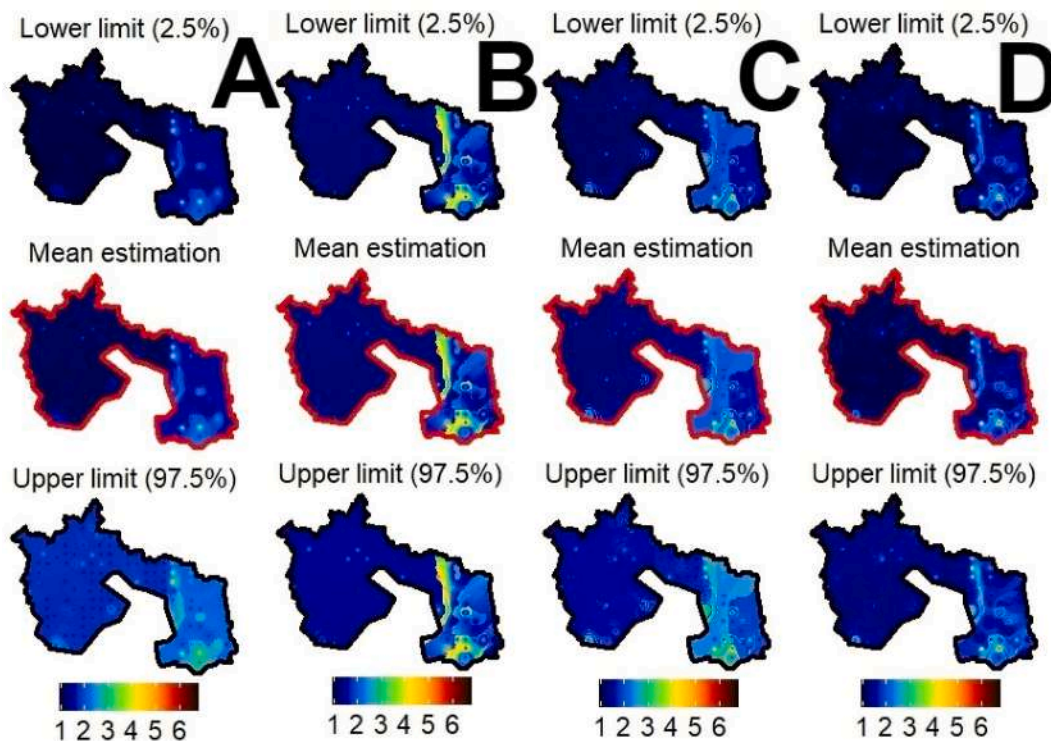 Lower limit (2.5%) Lower limit (2.5%) Lower limit (2.5%) Lower limit (2.5%)
A B C D
Mean estimation Mean estimation Mean estimation Mean estimation
Upper limit (97.5%) Upper limit (97.5%) Upper limit (97.5%) Upper limit (97.5%)
1 2 3 4 5 6 1 2 3 4 5 6 1 2 3 4 5 6 1 2 3 4 5 6